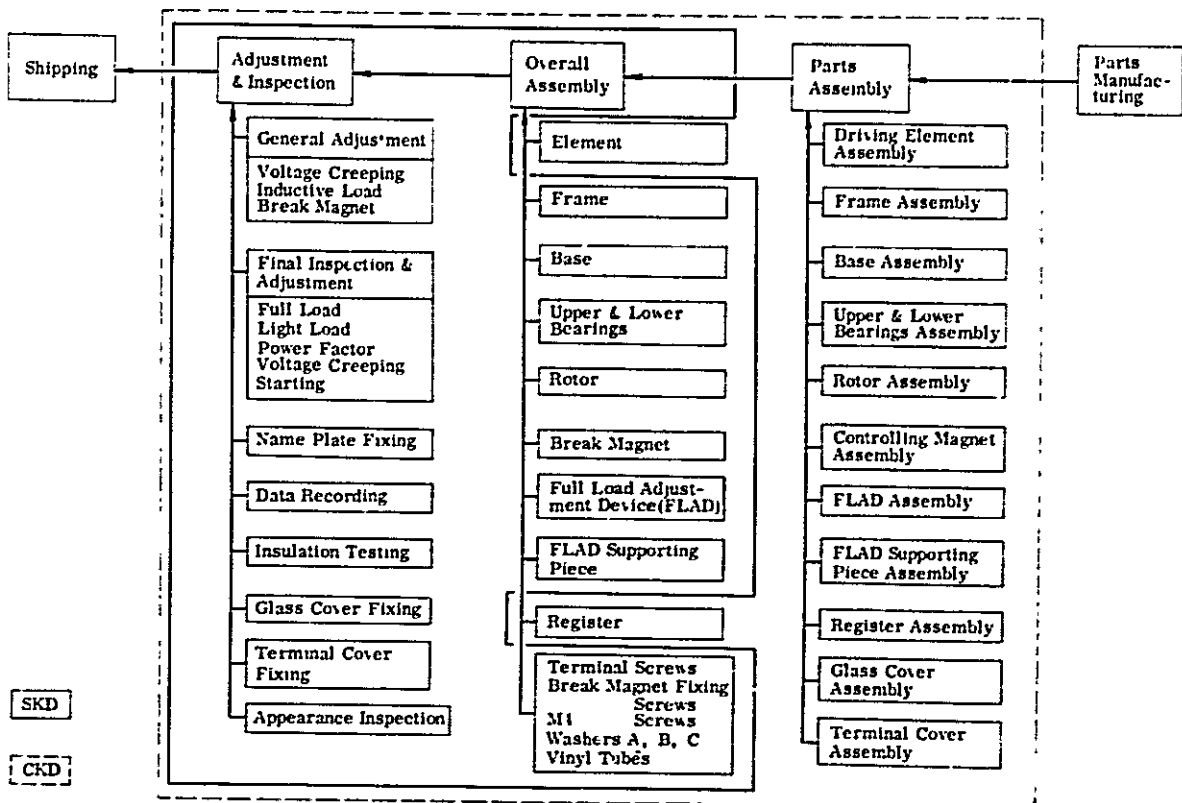 Shipping
Adjustment
& Inspection
Overall
Assembly
Parts
Assembly
Parts
Manufac-
turing
General Adjustment
Voltage Creeping
Inductive Load
Break Magnet
Final Inspection &
Adjustment
Full Load
Light Load
Power Factor
Voltage Creeping
Starting
Name Plate Fixing
Data Recording
Insulation Testing
Glass Cover Fixing
Terminal Cover
Fixing
Appearance Inspection
Element
Frame
Base
Upper & Lower
Bearings
Rotor
Break Magnet
Full Load Adjust-
ment Device(FLAD)
FLAD Supporting
Piece
Register
Terminal Screws
Break Magnet Fixing
Screws
M4 Screws
Washers A, B, C
Vinyl Tubes
Driving Element
Assembly
Frame Assembly
Base Assembly
Upper & Lower
Bearings Assembly
Rotor Assembly
Controlling Magnet
Assembly
FLAD Assembly
FLAD Supporting
Piece Assembly
Register Assembly
Glass Cover
Assembly
Terminal Cover
Assembly
SKD
CKD